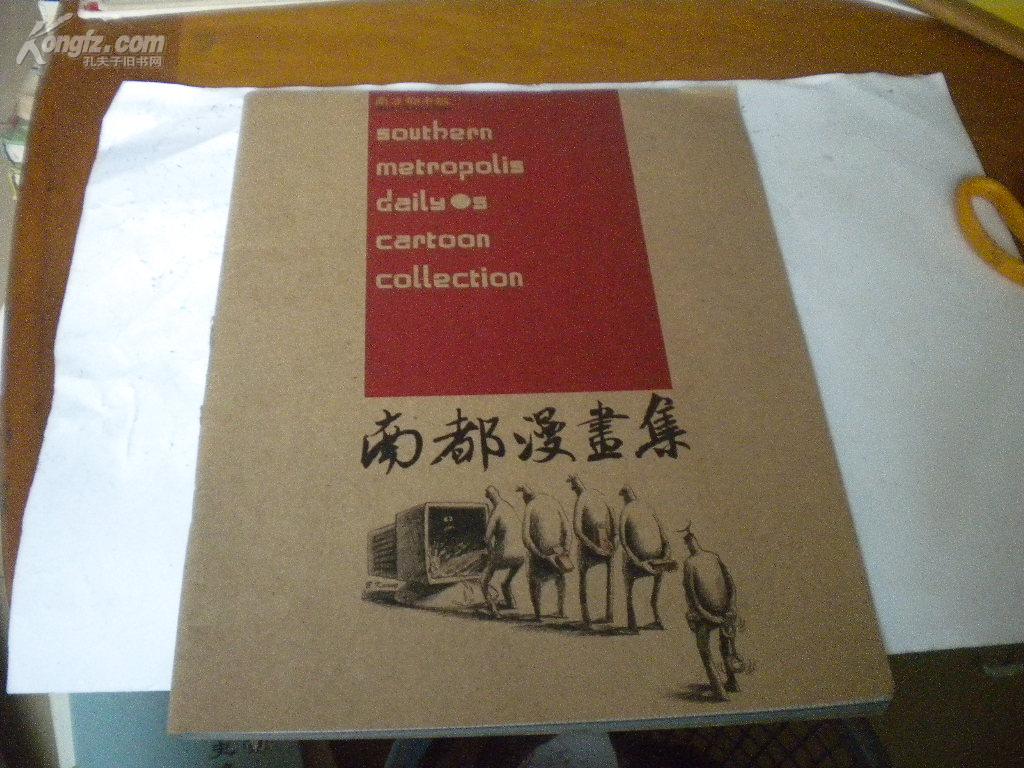 Kongfz.com
孔夫子旧书网
southern
metropolis
daily●s
cartoon
collection
南都漫畫集